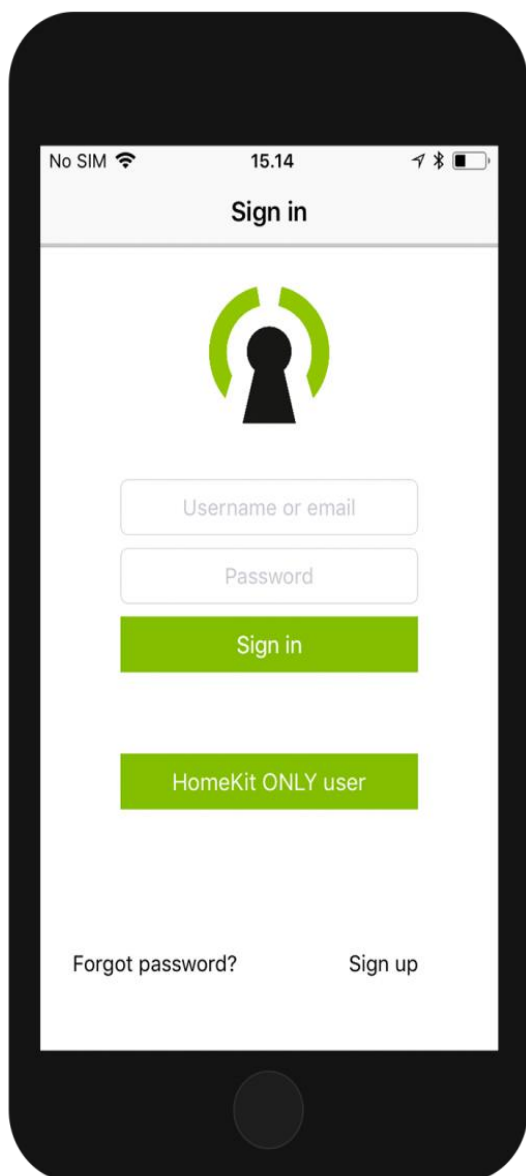 No SIM 15.14
Sign in
Username or email
Password
Sign in
HomeKit ONLY user
Forgot password? Sign up